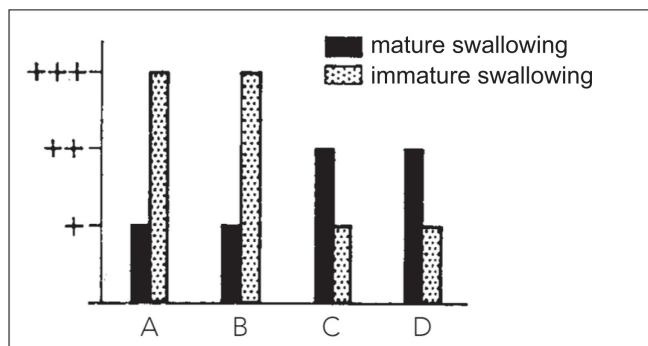 mature swallowing
immature swallowing
+++
++
+
A B C D